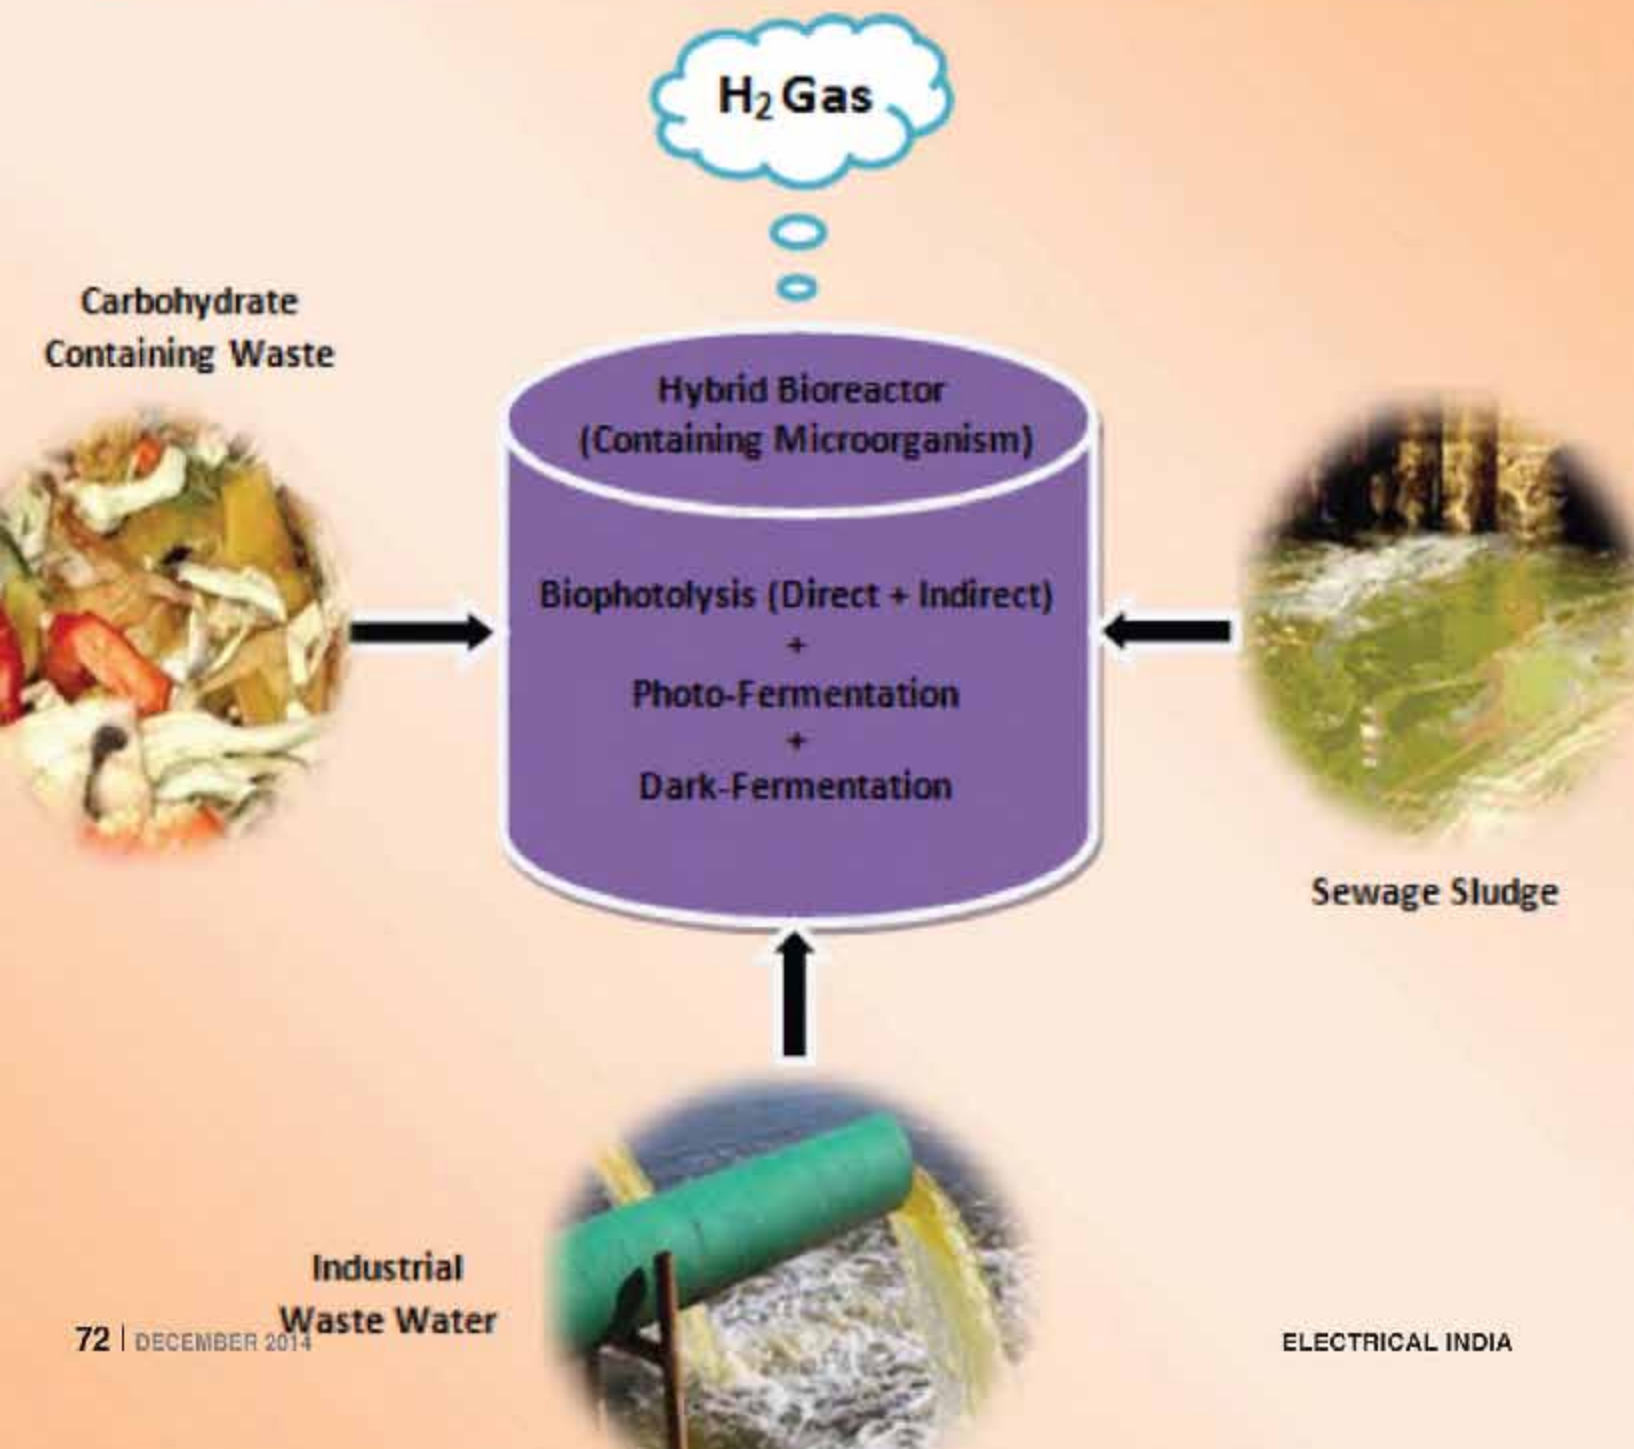 H₂ Gas
Carbohydrate
Containing Waste
Hybrid Bioreactor
(Containing Microorganism)
Biophotolysis (Direct + Indirect)
+
Photo-Fermentation
+
Dark-Fermentation
Sewage Sludge
Industrial
Waste Water
72 | DECEMBER 2014
ELECTRICAL INDIA